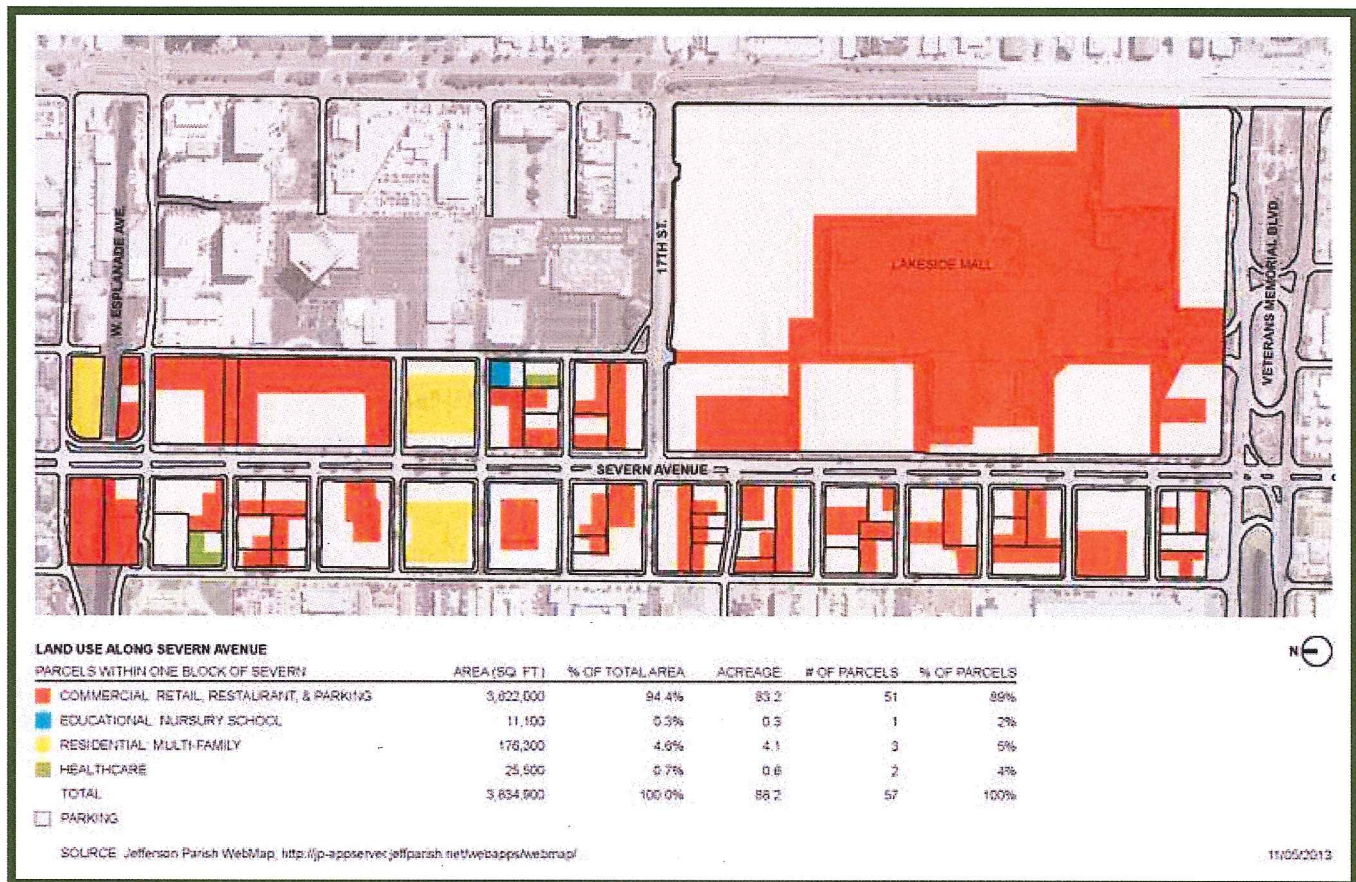 W. ESPLANADE AVE.
17TH ST.
LAKESIDE MALL
VETERANS MEMORIAL BLVD.
SEVERN AVENUE
LAND USE ALONG SEVERN AVENUE
N
PARCELS WITHIN ONE BLOCK OF SEVERN AREA (SQ. FT.) % OF TOTAL AREA ACREAGE # OF PARCELS % OF PARCELS
COMMERCIAL: RETAIL, RESTAURANT, & PARKING 3,622,000 94.4% 83.2 51 89%
EDUCATIONAL: NURSURY SCHOOL 11,100 0.3% 0.3 1 2%
RESIDENTIAL: MULTI-FAMILY 176,300 4.6% 4.1 3 5%
HEALTHCARE 25,500 0.7% 0.6 2 4%
TOTAL 3,834,900 100.0% 88.2 57 100%
PARKING
SOURCE: Jefferson Parish WebMap, http://jp-appserver.jeffparish.net/webapps/webmap/
11/05/2013